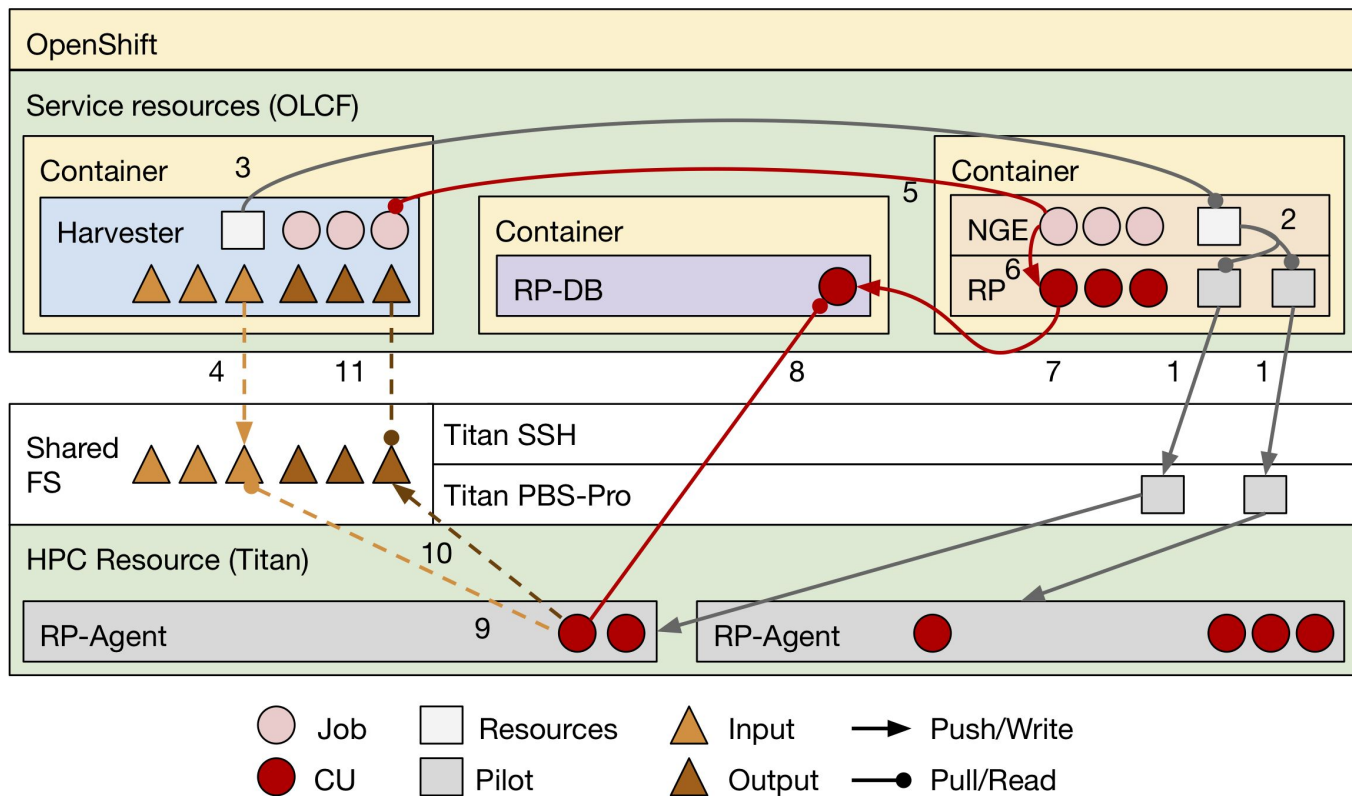 OpenShift
Service resources (OLCF)
Container
3
Harvester
Container
RP-DB
5
Container
NGE
2
RP
6
4
11
8
7
1
1
Shared
FS
Titan SSH
Titan PBS-Pro
HPC Resource (Titan)
10
RP-Agent
9
RP-Agent
Job
Resources
Input
Push/Write
CU
Pilot
Output
Pull/Read